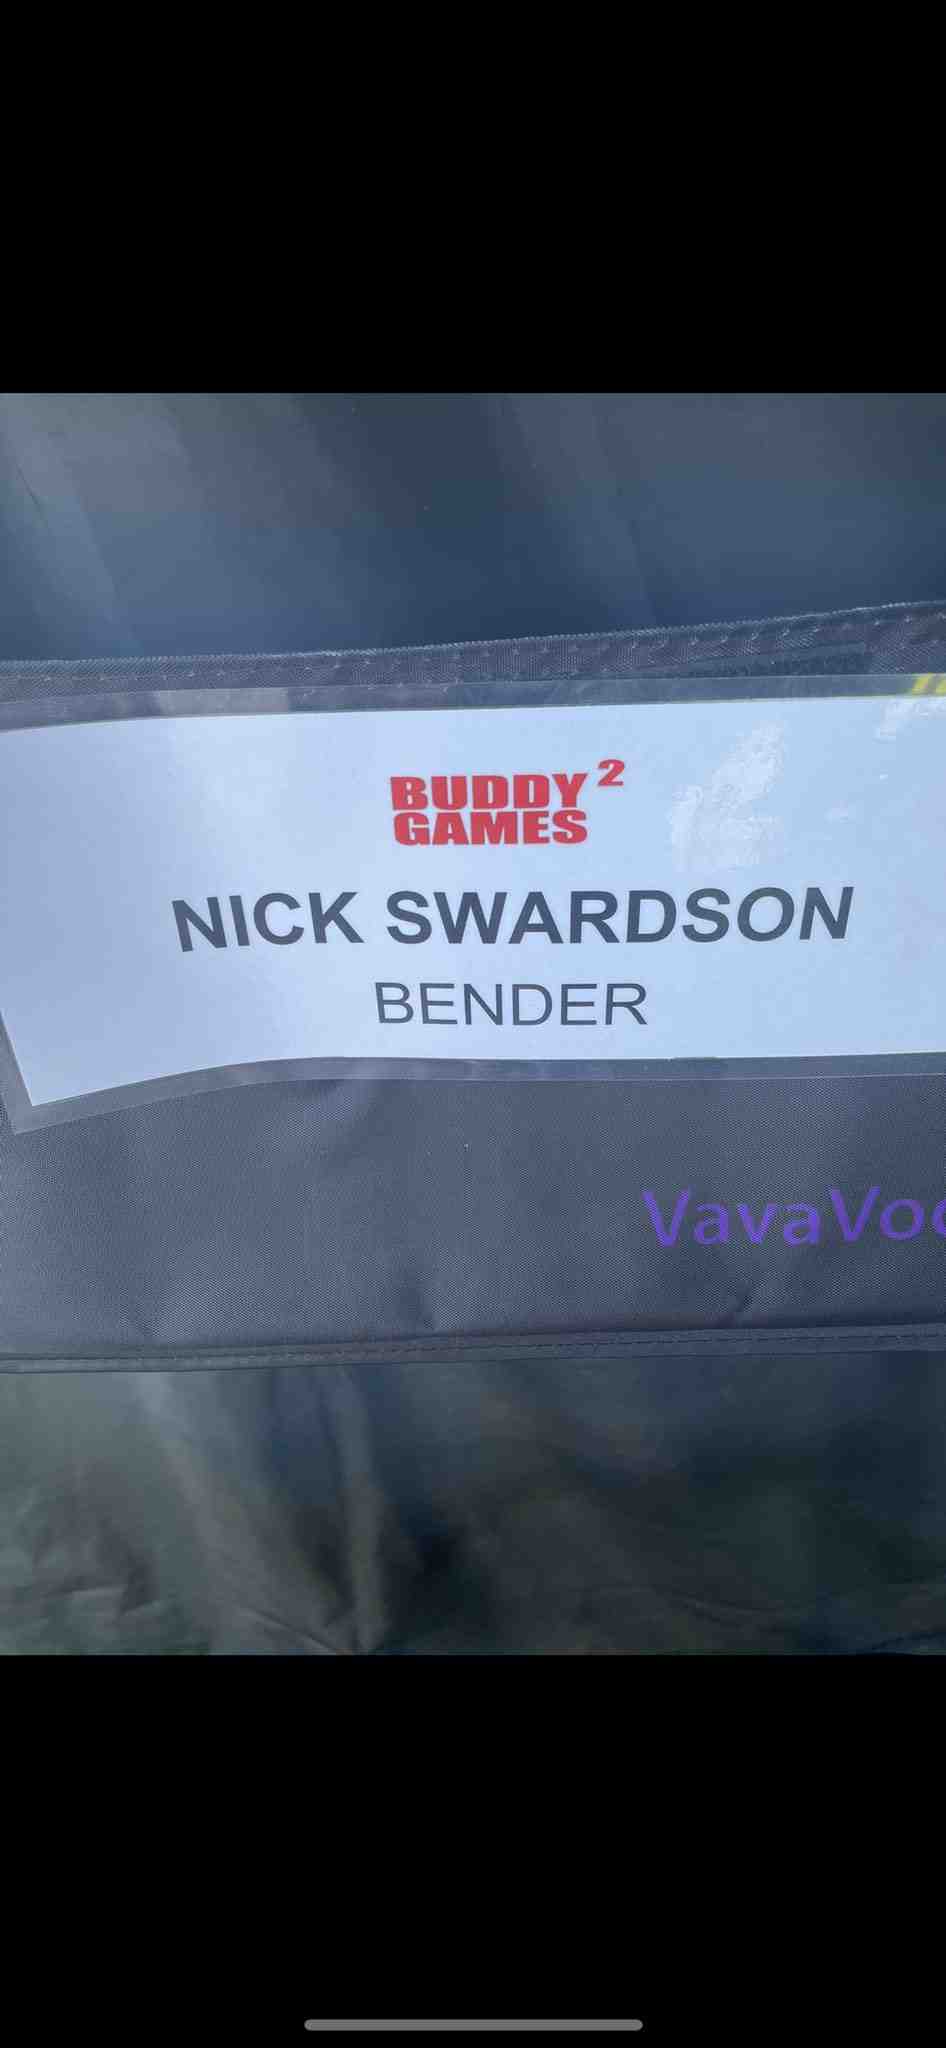 BUDDY 2
GAMES
NICK SWARDSON
BENDER